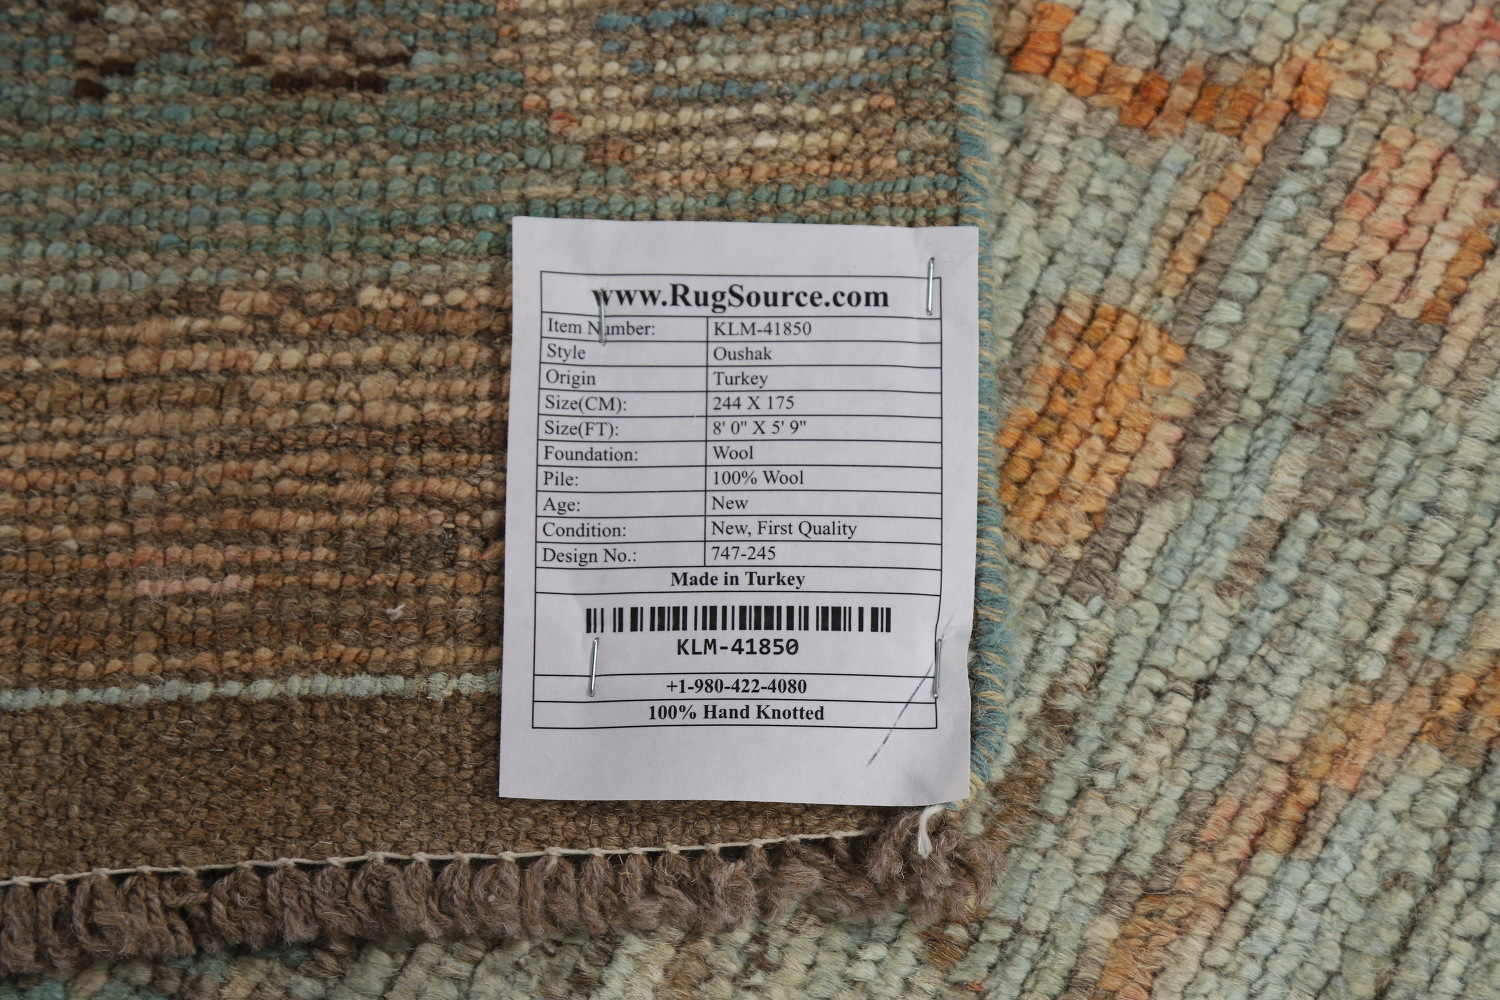 www.RugSource.com
Item Number: KLM-41850
Style Oushak
Origin Turkey
Size(CM): 244 X 175
Size(FT): 8' 0" X 5' 9"
Foundation: Wool
Pile: 100% Wool
Age: New
Condition: New, First Quality
Design No.: 747-245
Made in Turkey
KLM-41850
+1-980-422-4080
100% Hand Knotted